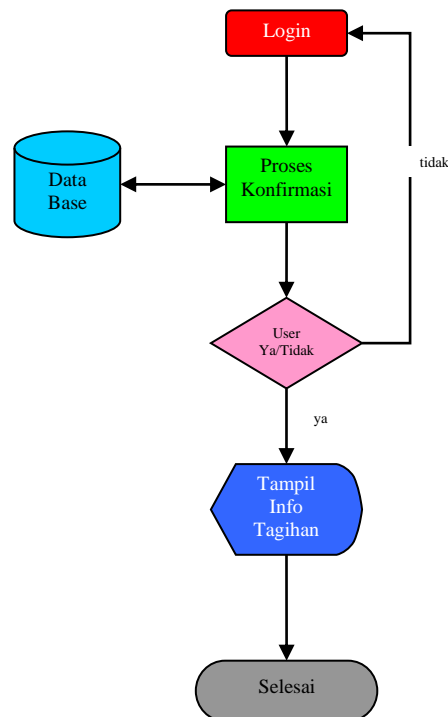 Login
tidak
Data
Base
Proses
Konfirmasi
User
Ya/Tidak
ya
Tampil
Info
Tagihan
Selesai